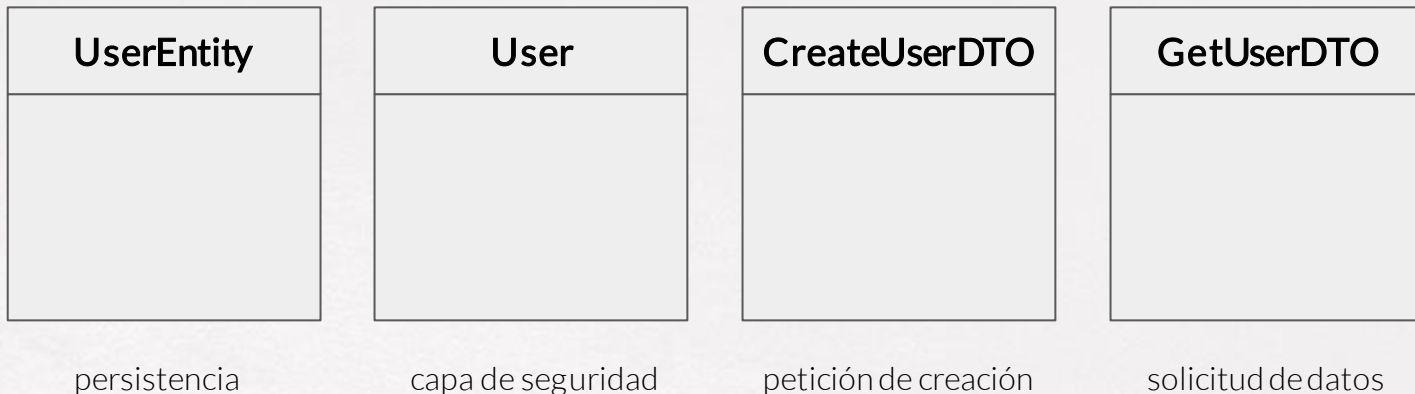 UserEntity
User
CreateUserDTO
GetUserDTO
persistencia
capa de seguridad
petición de creación
solicitud de datos